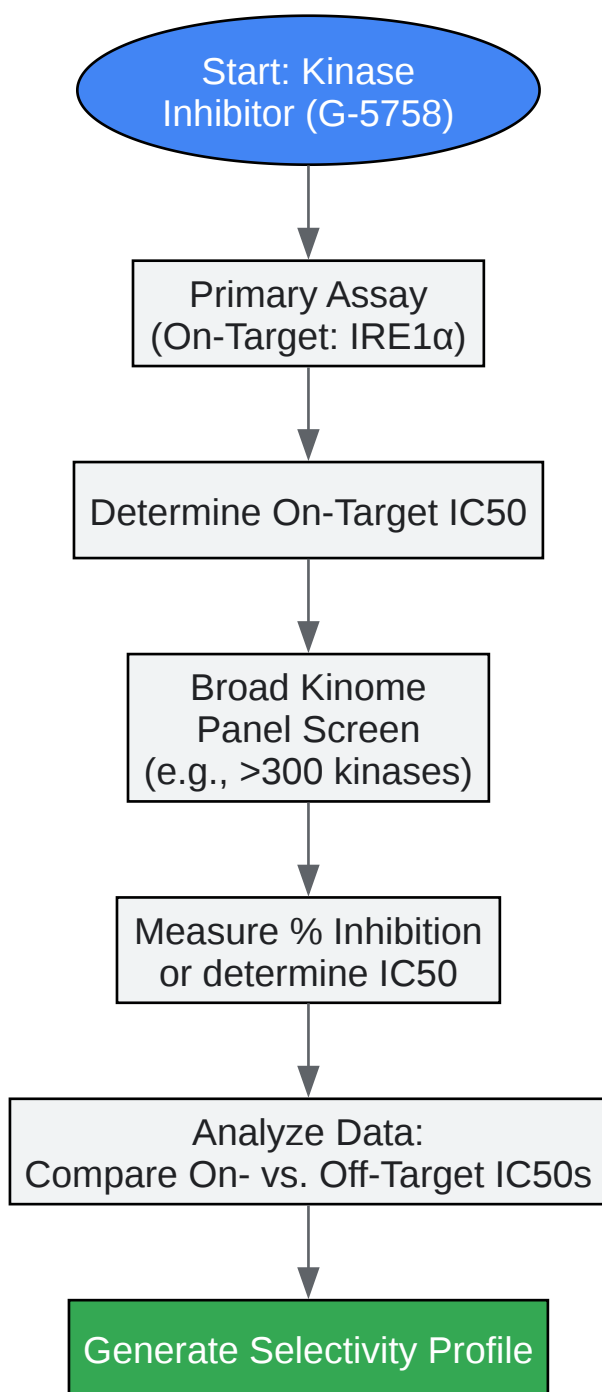 Start: Kinase
Inhibitor (G-5758)
Primary Assay
(On-Target: IRE1α)
Determine On-Target IC50
Broad Kinome
Panel Screen
(e.g., >300 kinases)
Measure % Inhibition
or determine IC50
Analyze Data:
Compare On- vs. Off-Target IC50s
Generate Selectivity Profile